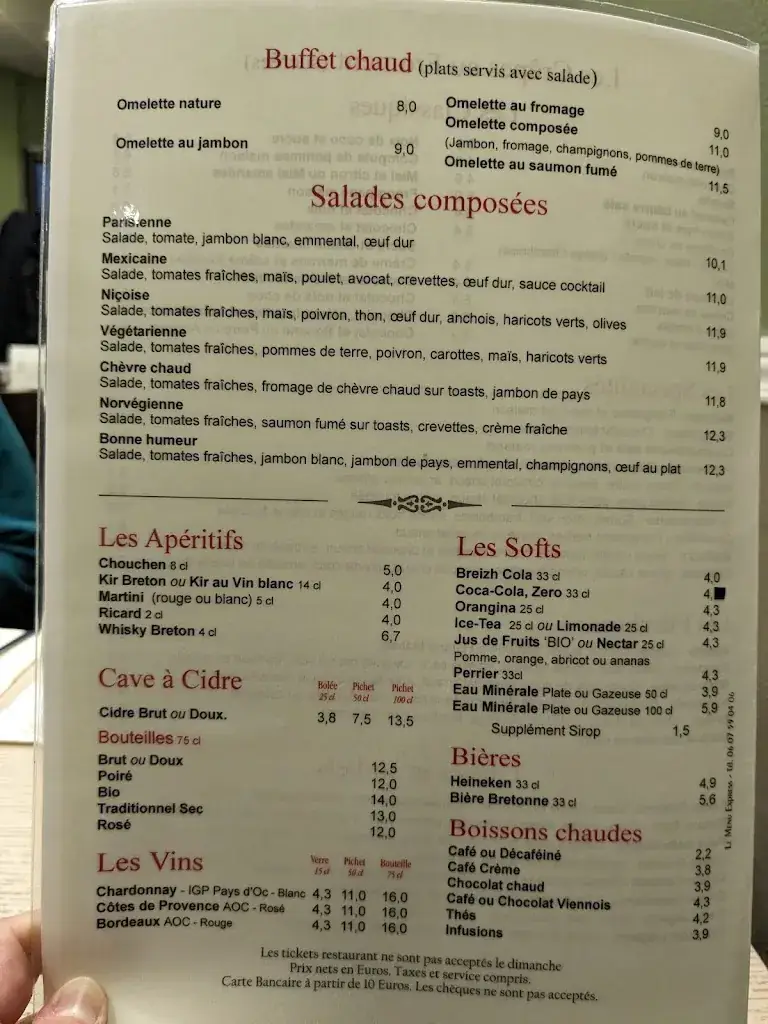 Buffet chaud (plats servis avec salade)
Omelette nature 8,0
Omelette au jambon 9,0
Omelette au fromage 9,0
Omelette composée 11,0
(Jambon, fromage, champignons, pommes de terre)
Omelette au saumon fumé 11,5
Salades composées
Parisienne
Salade, tomate, jambon blanc, emmental, œuf dur 10,1
Mexicaine
Salade, tomates fraîches, maïs, poulet, avocat, crevettes, œuf dur, sauce cocktail 11,0
Niçoise
Salade, tomates fraîches, maïs, poivron, thon, œuf dur, anchois, haricots verts, olives 11,9
Végétarienne
Salade, tomates fraîches, pommes de terre, poivron, carottes, maïs, haricots verts 11,9
Chèvre chaud
Salade, tomates fraîches, fromage de chèvre chaud sur toasts, jambon de pays 11,8
Norvégienne
Salade, tomates fraîches, saumon fumé sur toasts, crevettes, crème fraîche 12,3
Bonne humeur
Salade, tomates fraîches, jambon blanc, jambon de pays, emmental, champignons, œuf au plat 12,3
Les Apéritifs
Chouchen 8 cl 5,0
Kir Breton ou Kir au Vin blanc 14 cl 4,0
Martini (rouge ou blanc) 5 cl 4,0
Ricard 2 cl 4,0
Whisky Breton 4 cl 6,7
Cave à Cidre
Bolée 25 cl Pichet 50 cl Pichet 100 cl
Cidre Brut ou Doux. 3,8 7,5 13,5
Bouteilles 75 cl
Brut ou Doux 12,5
Poiré 12,0
Bio 14,0
Traditionnel Sec 13,0
Rosé 12,0
Les Vins
Verre 15 cl Pichet 50 cl Bouteille 75 cl
Chardonnay - IGP Pays d'Oc - Blanc 4,3 11,0 16,0
Côtes de Provence AOC - Rosé 4,3 11,0 16,0
Bordeaux AOC - Rouge 4,3 11,0 16,0
Les Softs
Breizh Cola 33 cl 4,0
Coca-Cola, Zero 33 cl 4,
Orangina 25 cl 4,3
Ice-Tea 25 cl ou Limonade 25 cl 4,3
Jus de Fruits 'BIO' ou Nectar 25 cl 4,3
Pomme, orange, abricot ou ananas
Perrier 33cl 4,3
Eau Minérale Plate ou Gazeuse 50 cl 3,9
Eau Minérale Plate ou Gazeuse 100 cl 5,9
Supplément Sirop 1,5
Bières
Heineken 33 cl 4,9
Bière Bretonne 33 cl 5,6
Boissons chaudes
Café ou Décaféiné 2,2
Café Crème 3,8
Chocolat chaud 3,9
Café ou Chocolat Viennois 4,3
Thés 4,2
Infusions 3,9
Les tickets restaurant ne sont pas acceptés le dimanche
Prix nets en Euros. Taxes et service compris.
Carte Bancaire à partir de 10 Euros. Les chèques ne sont pas acceptés.
Le Menu Express - Tél. 06 07 59 04 06